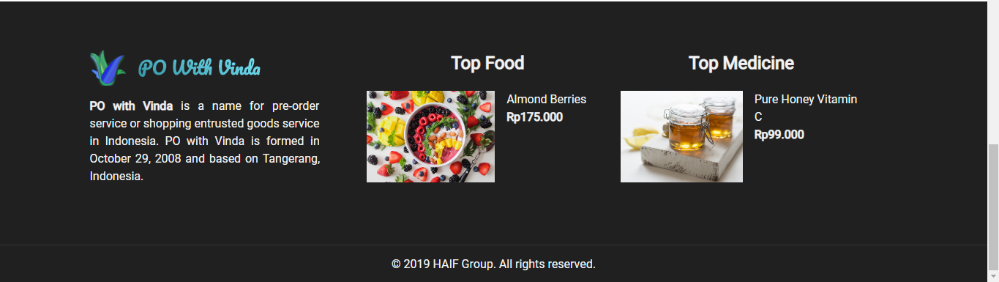 PO With Vinda
PO with Vinda is a name for pre-order
service or shopping entrusted goods service
in Indonesia. PO with Vinda is formed in
October 29, 2008 and based on Tangerang,
Indonesia.
Top Food
Almond Berries
Rp175.000
Top Medicine
Pure Honey Vitamin
C
Rp99.000
© 2019 HAIF Group. All rights reserved.